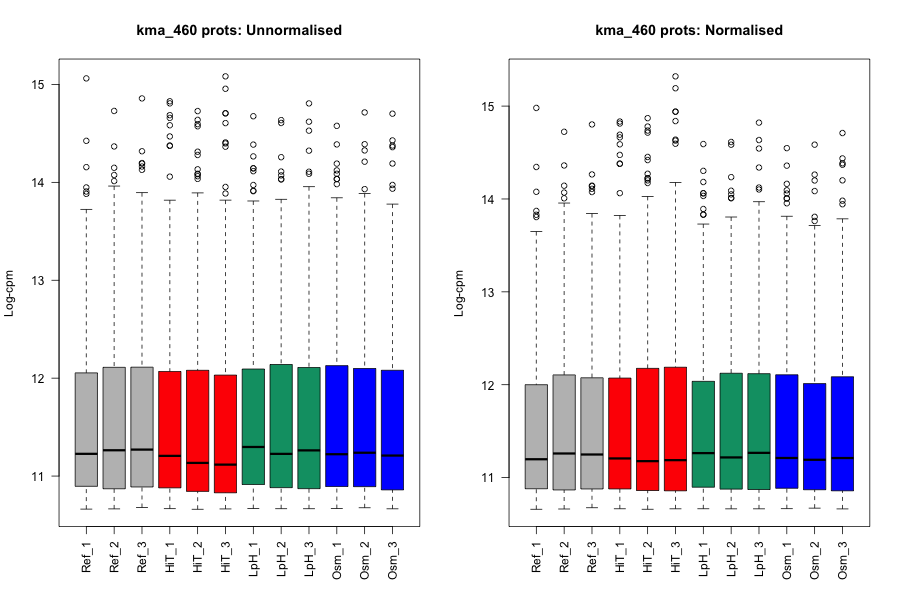 kma_460 prots: Unnormalised
Log-cpm
15
14
13
12
11
Ref_1
Ref_2
Ref_3
HiT_1
HiT_2
HiT_3
LpH_1
LpH_2
LpH_3
Osm_1
Osm_2
Osm_3
kma_460 prots: Normalised
Log-cpm
15
14
13
12
11
Ref_1
Ref_2
Ref_3
HiT_1
HiT_2
HiT_3
LpH_1
LpH_2
LpH_3
Osm_1
Osm_2
Osm_3